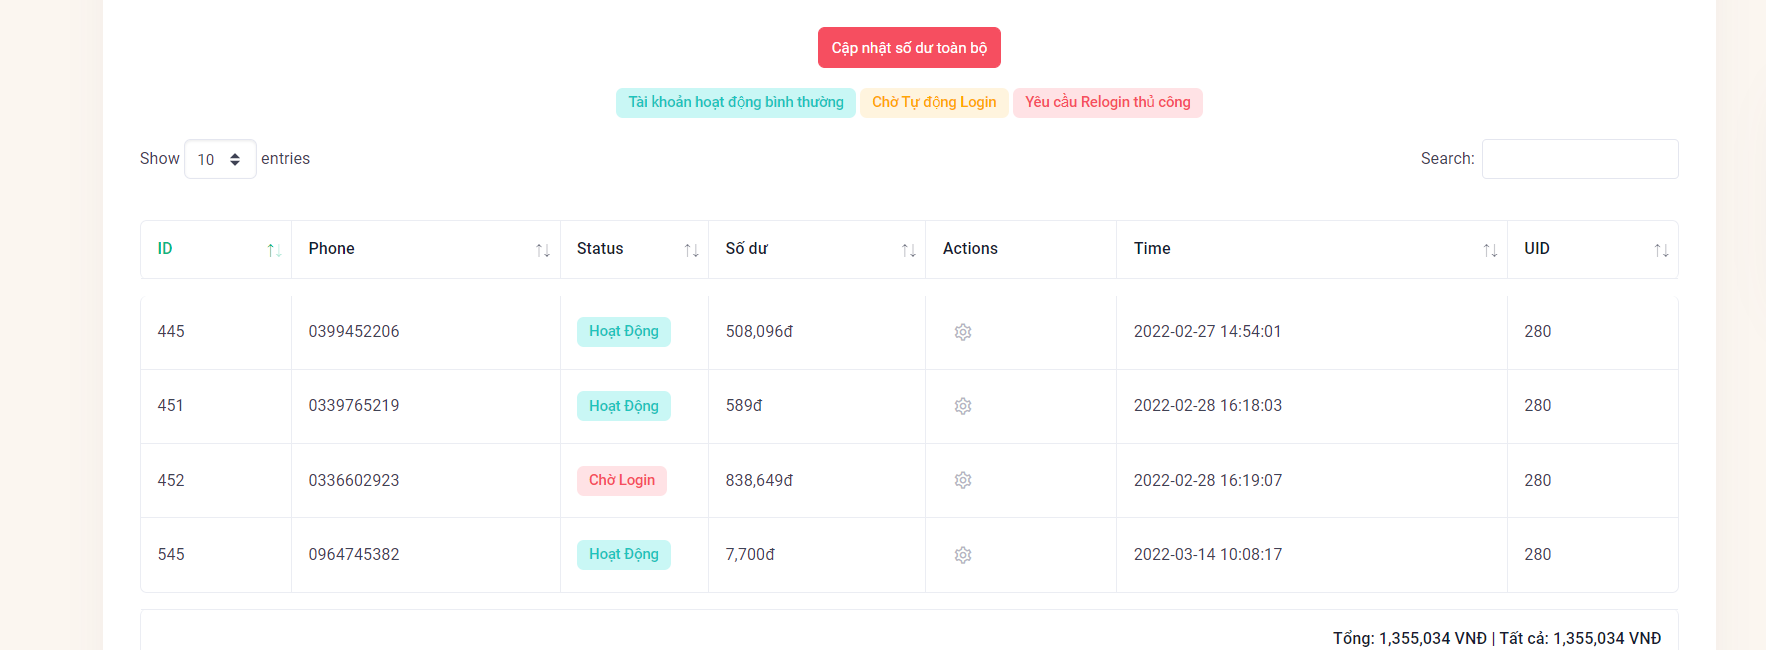 Cập nhật số dư toàn bộ
Tài khoản hoạt động bình thường Chờ Tự động Login Yêu cầu Relogin thủ công
Show 10 entries Search:
ID Phone Status Số dư Actions Time UID
445 0399452206 Hoạt Động 508,096đ 2022-02-27 14:54:01 280
451 0339765219 Hoạt Động 589đ 2022-02-28 16:18:03 280
452 0336602923 Chờ Login 838,649đ 2022-02-28 16:19:07 280
545 0964745382 Hoạt Động 7,700đ 2022-03-14 10:08:17 280
Tổng: 1,355,034 VNĐ | Tất cả: 1,355,034 VNĐ